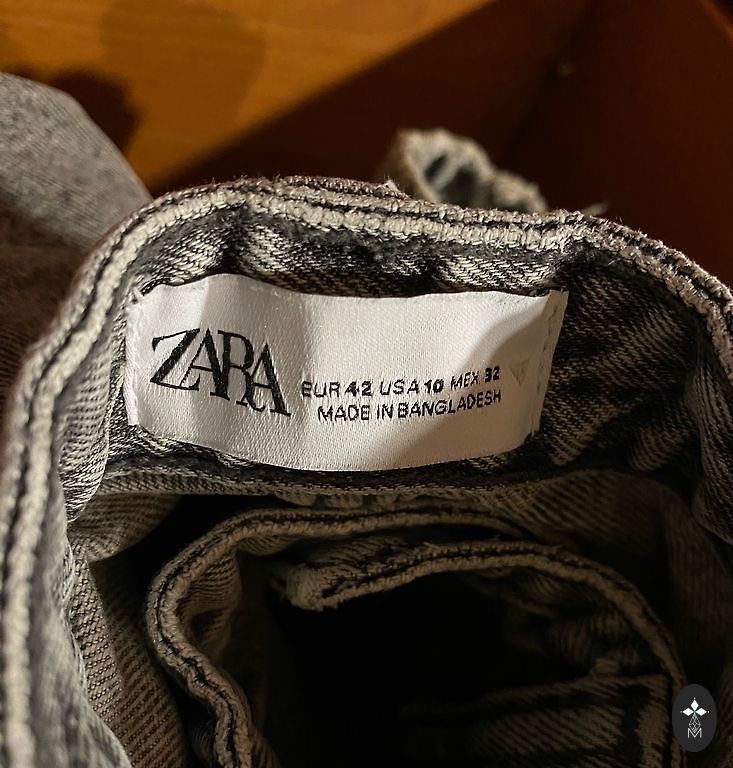 ZARA
EUR 42 USA 10 MEX 32
MADE IN BANGLADESH
M